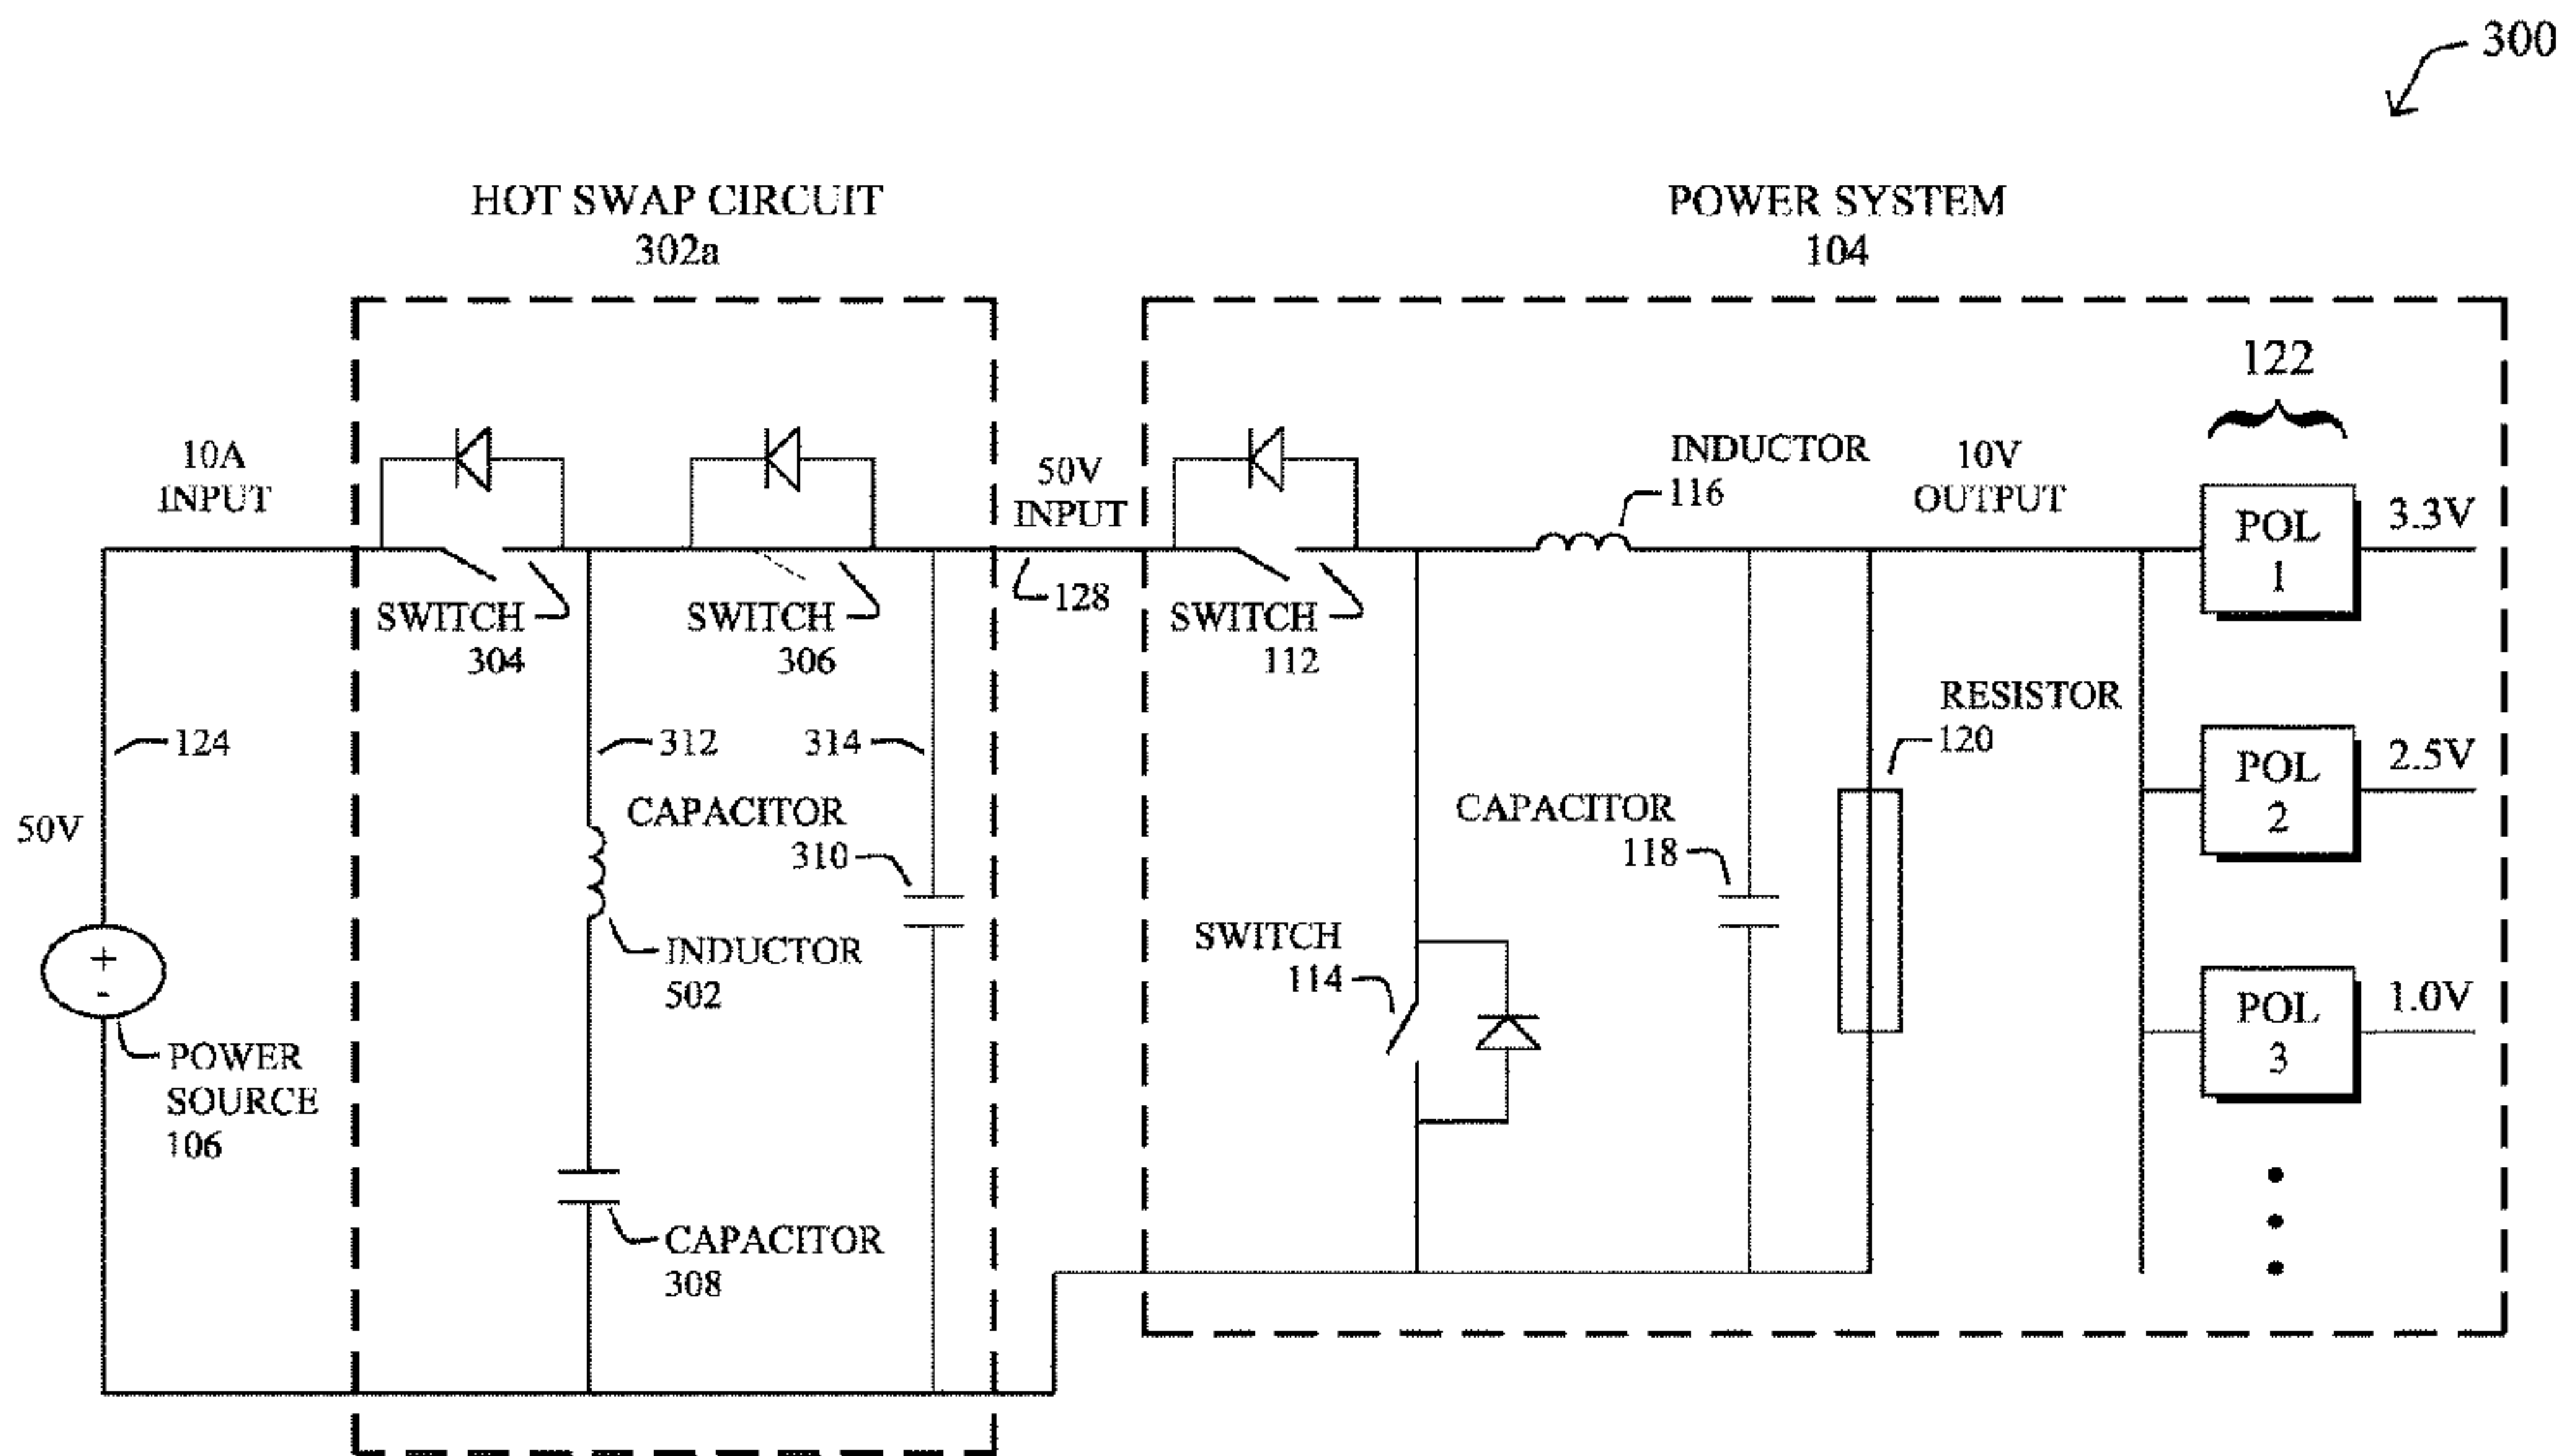 300
HOT SWAP CIRCUIT
302a
POWER SYSTEM
104
122
10A
INPUT
50V
INPUT
INDUCTOR
116
10V
OUTPUT
POL
1
3.3V
SWITCH
304
SWITCH
306
128
SWITCH
112
124
312
314
RESISTOR
120
POL
2
2.5V
50V
CAPACITOR
310
CAPACITOR
118
INDUCTOR
502
SWITCH
114
POL
3
1.0V
+
-
POWER
SOURCE
106
CAPACITOR
308